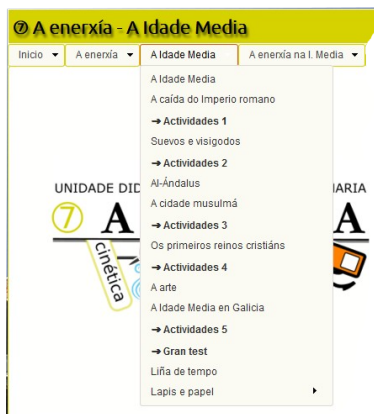 ⑦ A enerxía - A Idade Media
Inicio A enerxía A Idade Media A enerxía na I. Media
A Idade Media
A caída do Imperio romano
➔ Actividades 1
Suevos e visigodos
➔ Actividades 2
Al-Ándalus
A cidade musulmá
➔ Actividades 3
Os primeiros reinos cristiáns
➔ Actividades 4
A arte
A Idade Media en Galicia
➔ Actividades 5
➔ Gran test
Liña de tempo
Lapis e papel
UNIDADE DID ARIA
⑦ A A
cinética